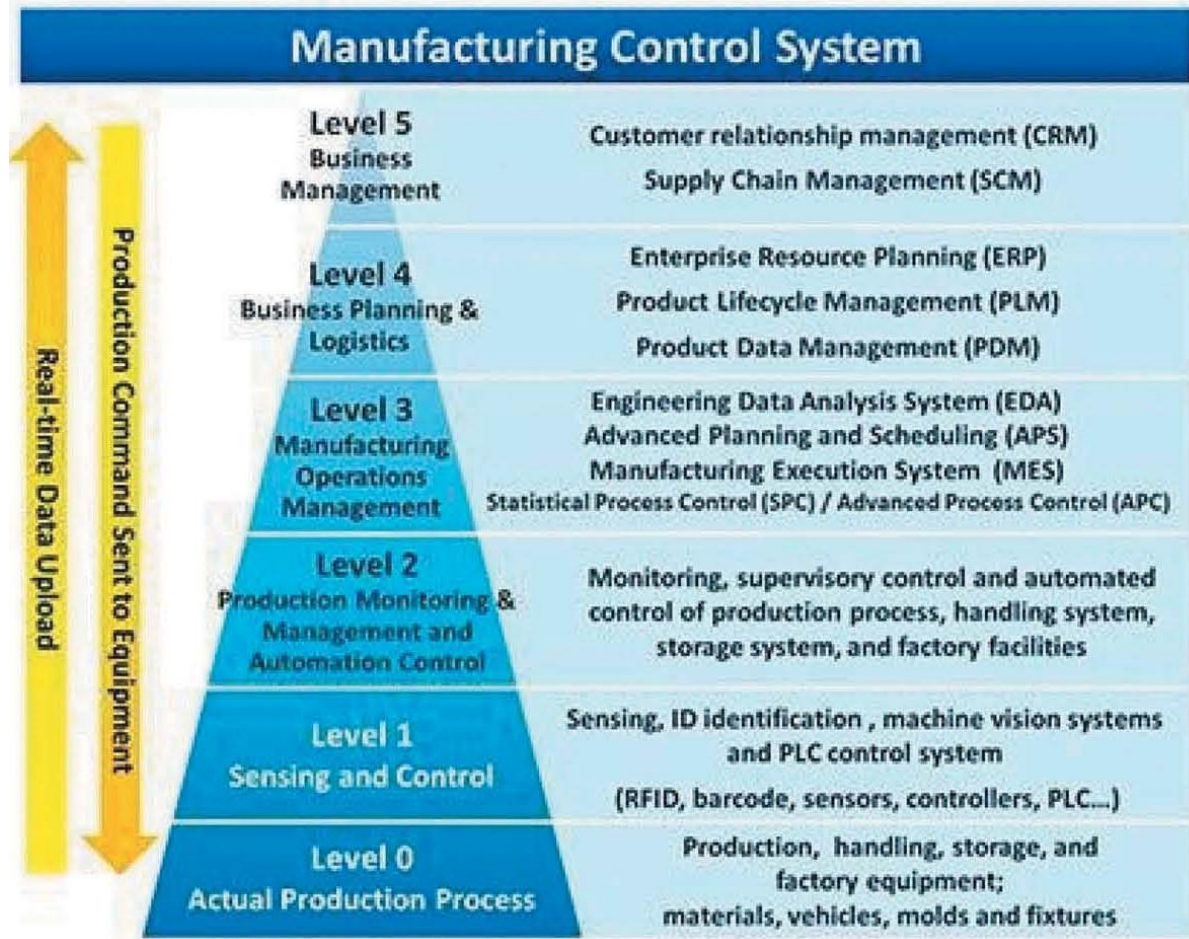 Manufacturing Control System
Real-time Data Upload
Production Command Sent to Equipment
Level 5
Business
Management
Customer relationship management (CRM)
Supply Chain Management (SCM)
Level 4
Business Planning &
Logistics
Enterprise Resource Planning (ERP)
Product Lifecycle Management (PLM)
Product Data Management (PDM)
Level 3
Manufacturing
Operations
Management
Engineering Data Analysis System (EDA)
Advanced Planning and Scheduling (APS)
Manufacturing Execution System (MES)
Statistical Process Control (SPC) / Advanced Process Control (APC)
Level 2
Production Monitoring &
Management and
Automation Control
Monitoring, supervisory control and automated
control of production process, handling system,
storage system, and factory facilities
Level 1
Sensing and Control
Sensing, ID identification , machine vision systems
and PLC control system
(RFID, barcode, sensors, controllers, PLC...)
Level 0
Actual Production Process
Production, handling, storage, and
factory equipment;
materials, vehicles, molds and fixtures